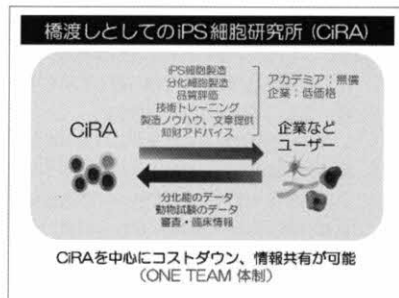 橋渡しとしてのiPS細胞研究所(CiRA)
iPS細胞製造
分化細胞製造
品質評価
技術トレーニング
製造ノウハウ、文章提供
知財アドバイス
アカデミア:無償
企業:低価格
CiRA
企業など
ユーザー
分化能のデータ
動物試験のデータ
審査・臨床情報
CiRAを中心にコストダウン、情報共有が可能
(ONE TEAM 体制)